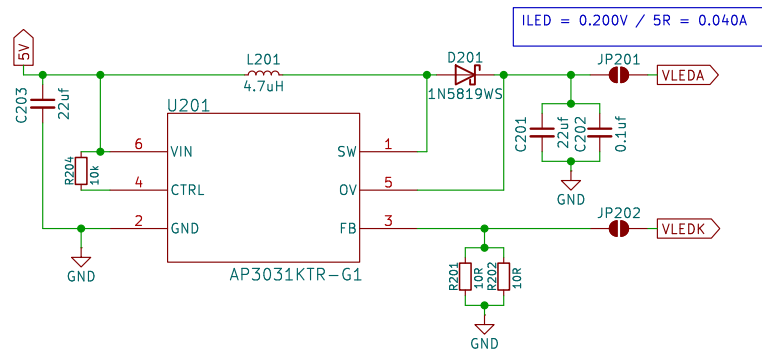 ILED = 0.200V / 5R = 0.040A
5V
L201
4.7uH
D201
1N5819WS
JP201
VLEDA
C203
22uf
U201
C201
22uf
C202
0.1uf
R204
10k
6
VIN
SW
1
4
CTRL
OV
5
GND
2
GND
FB
3
JP202
VLEDK
GND
AP3031KTR-G1
R201
10R
R202
10R
GND